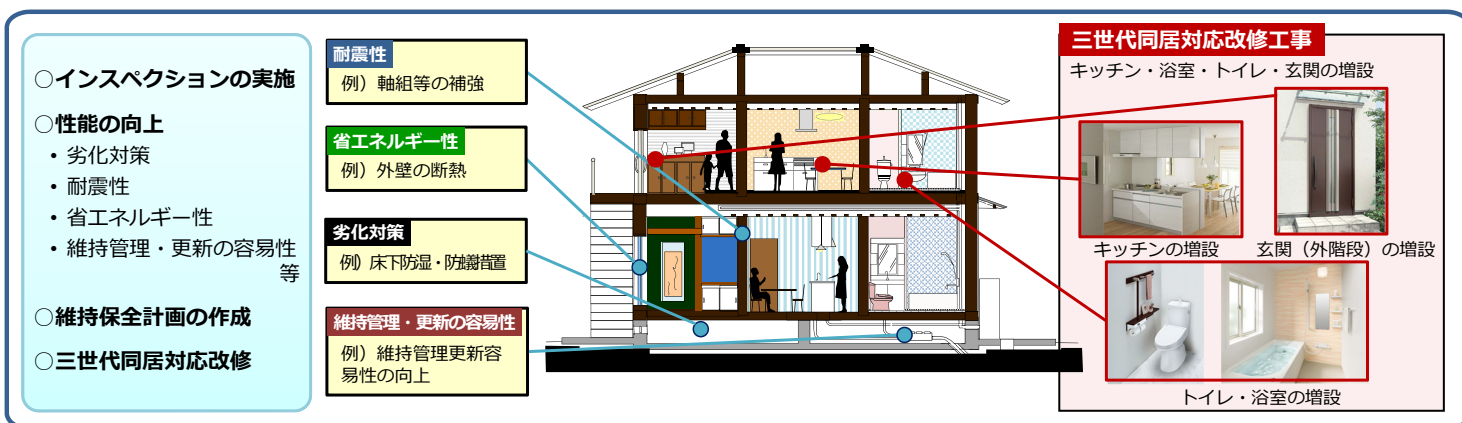 ○インスペクションの実施
○性能の向上
• 劣化対策
• 耐震性
• 省エネルギー性
• 維持管理・更新の容易性
等
○維持保全計画の作成
○三世代同居対応改修
耐震性
例）軸組等の補強
省エネルギー性
例）外壁の断熱
劣化対策
例）床下防湿・防蟻措置
維持管理・更新の容易性
例）維持管理更新容
易性の向上
三世代同居対応改修工事
キッチン・浴室・トイレ・玄関の増設
キッチンの増設
玄関（外階段）の増設
トイレ・浴室の増設